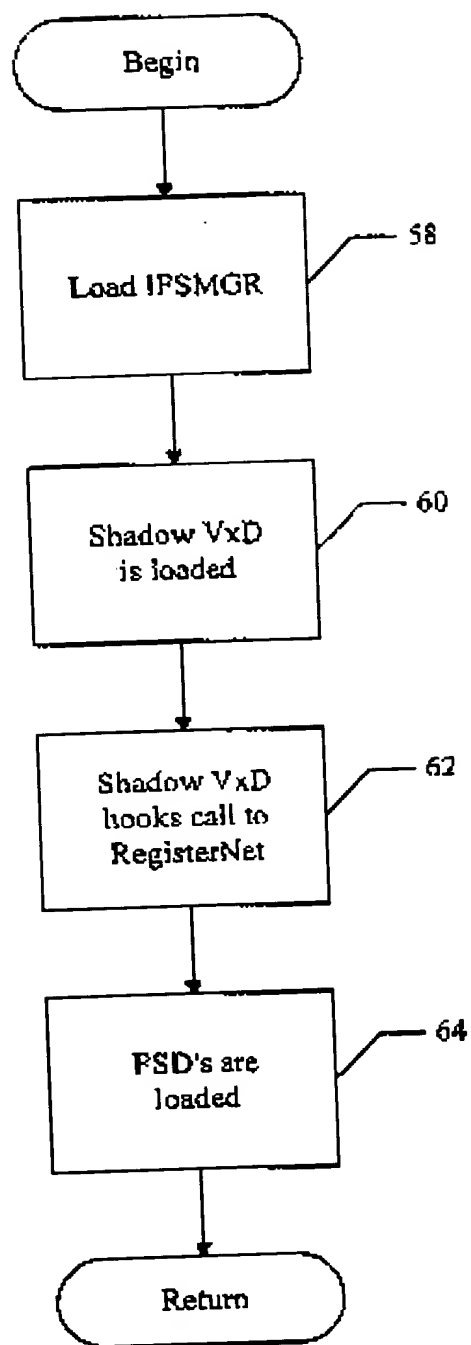 Begin
Load IFSMGR
58
Shadow VxD
is loaded
60
Shadow VxD
hooks call to
RegisterNet
62
FSD's are
loaded
64
Return